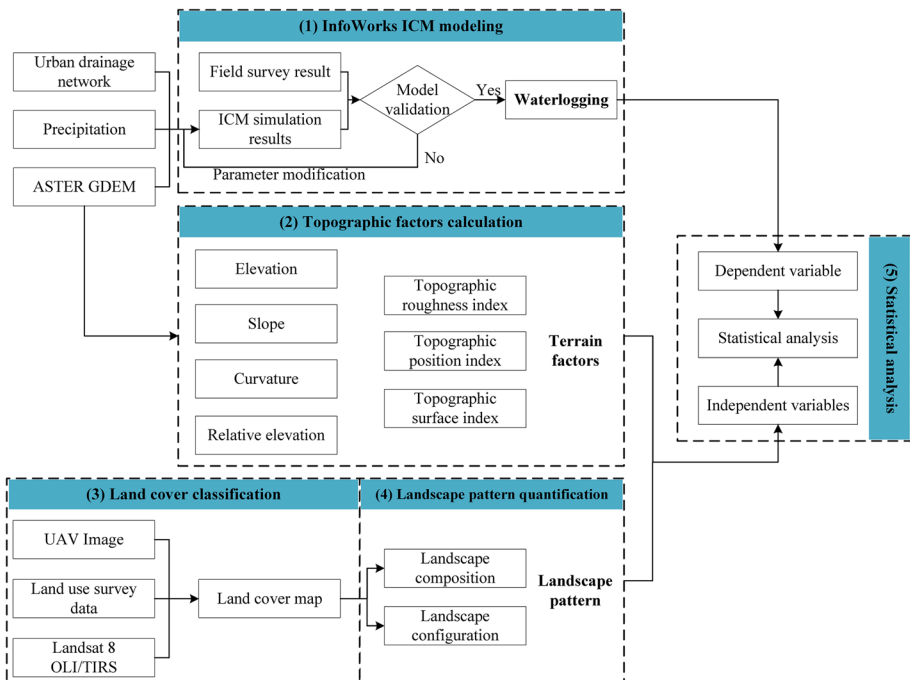 (1) InfoWorks ICM modeling
Urban drainage
network
Precipitation
ASTER GDEM
Field survey result
ICM simulation
results
Model
validation
Yes
No
Waterlogging
Parameter modification
(2) Topographic factors calculation
Elevation
Slope
Curvature
Relative elevation
Topographic
roughness index
Topographic
position index
Topographic
surface index
Terrain
factors
(3) Land cover classification
UAV Image
Land use survey
data
Landsat 8
OLI/TIRS
Land cover map
(4) Landscape pattern quantification
Landscape
composition
Landscape
configuration
Landscape
pattern
Dependent variable
Statistical analysis
Independent variables
(5) Statistical analysis